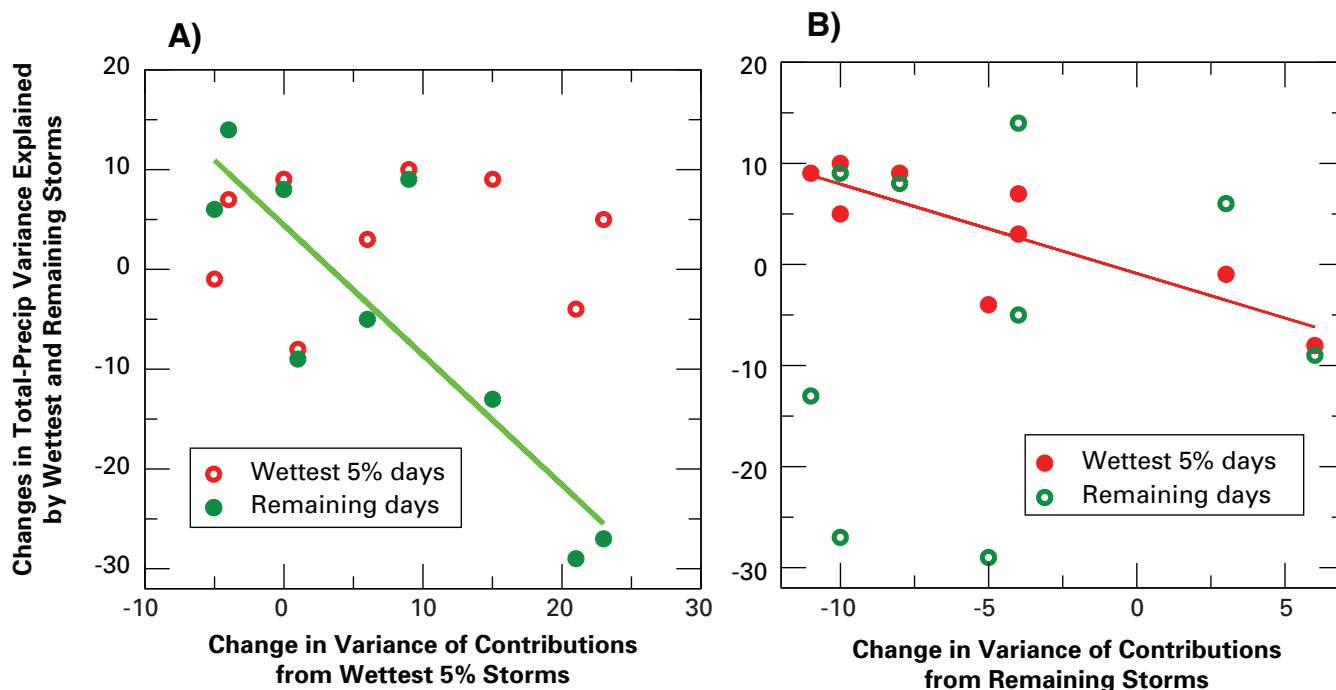 A)
Changes in Total-Precip Variance Explained
by Wettest and Remaining Storms
20
10
0
-10
-20
-30
Wettest 5% days
Remaining days
-10
0
10
20
30
Change in Variance of Contributions
from Wettest 5% Storms
B)
20
10
0
-10
-20
-30
Wettest 5% days
Remaining days
-10
-5
0
5
Change in Variance of Contributions
from Remaining Storms